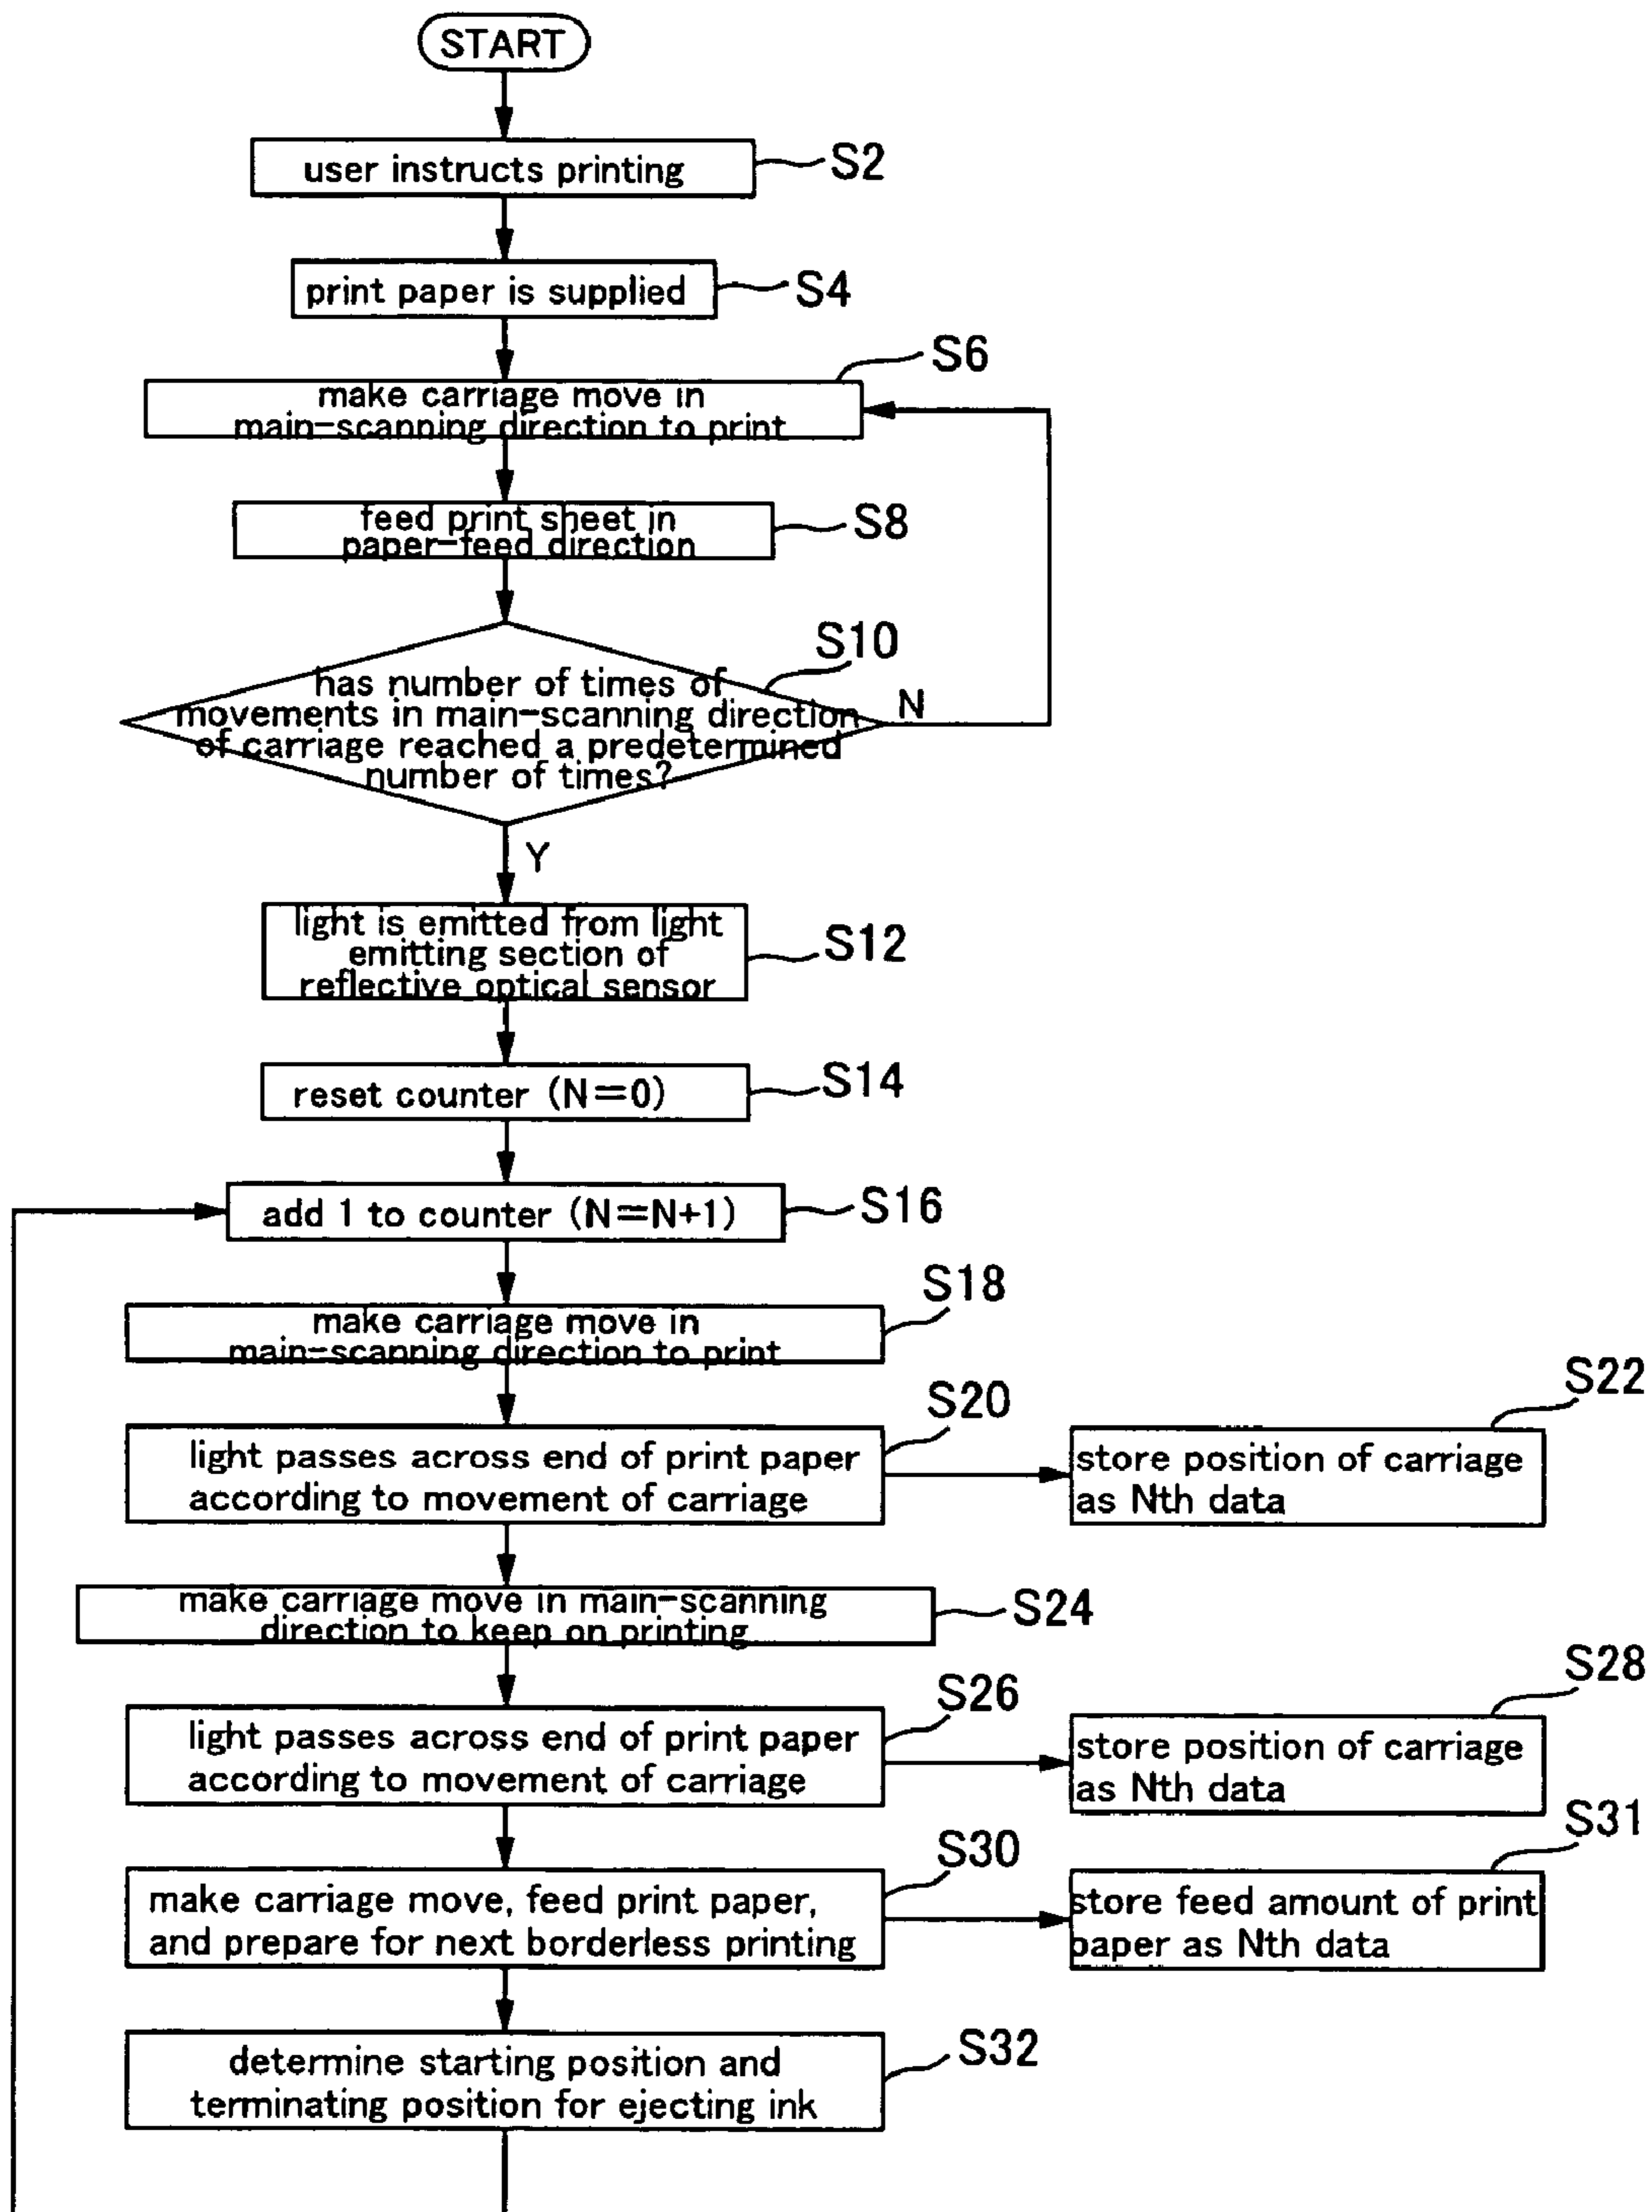 START
user instructs printing
S2
print paper is supplied
S4
S6
make carriage move in
main-scanning direction to print
feed print sheet in
paper-feed direction
S8
S10
has number of times of
movements in main-scanning direction
of carriage reached a predetermined
number of times?
N
Y
light is emitted from light
emitting section of
reflective optical sensor
S12
reset counter (N=0)
S14
add 1 to counter (N=N+1)
S16
S18
make carriage move in
main-scanning direction to print
S20
light passes across end of print paper
according to movement of carriage
S22
store position of carriage
as Nth data
make carriage move in main-scanning
direction to keep on printing
S24
S26
light passes across end of print paper
according to movement of carriage
S28
store position of carriage
as Nth data
S30
make carriage move, feed print paper,
and prepare for next borderless printing
S31
store feed amount of print
paper as Nth data
determine starting position and
terminating position for ejecting ink
S32